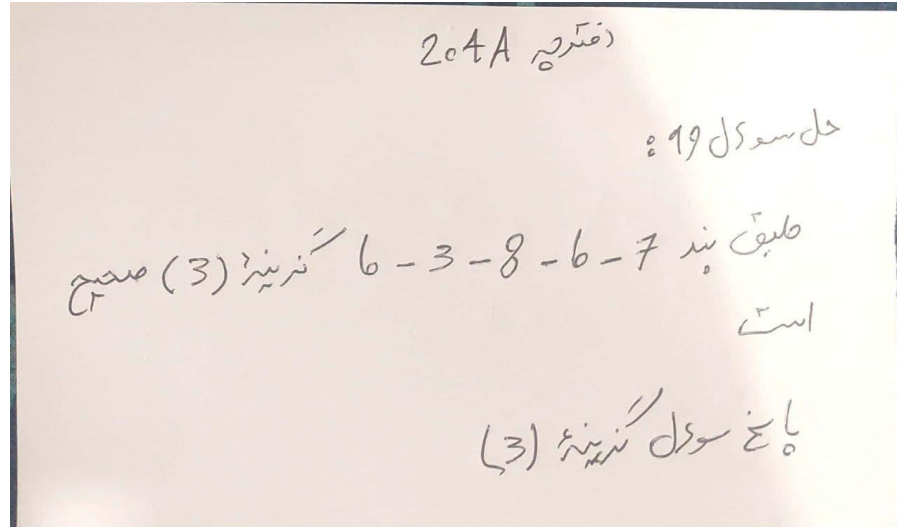 دفترچه 204A
حل سوال 19:
طبق بند 7-6-8-3-6 گزینهٔ (3) صحیح
است
پاسخ سوال گزینهٔ (3)